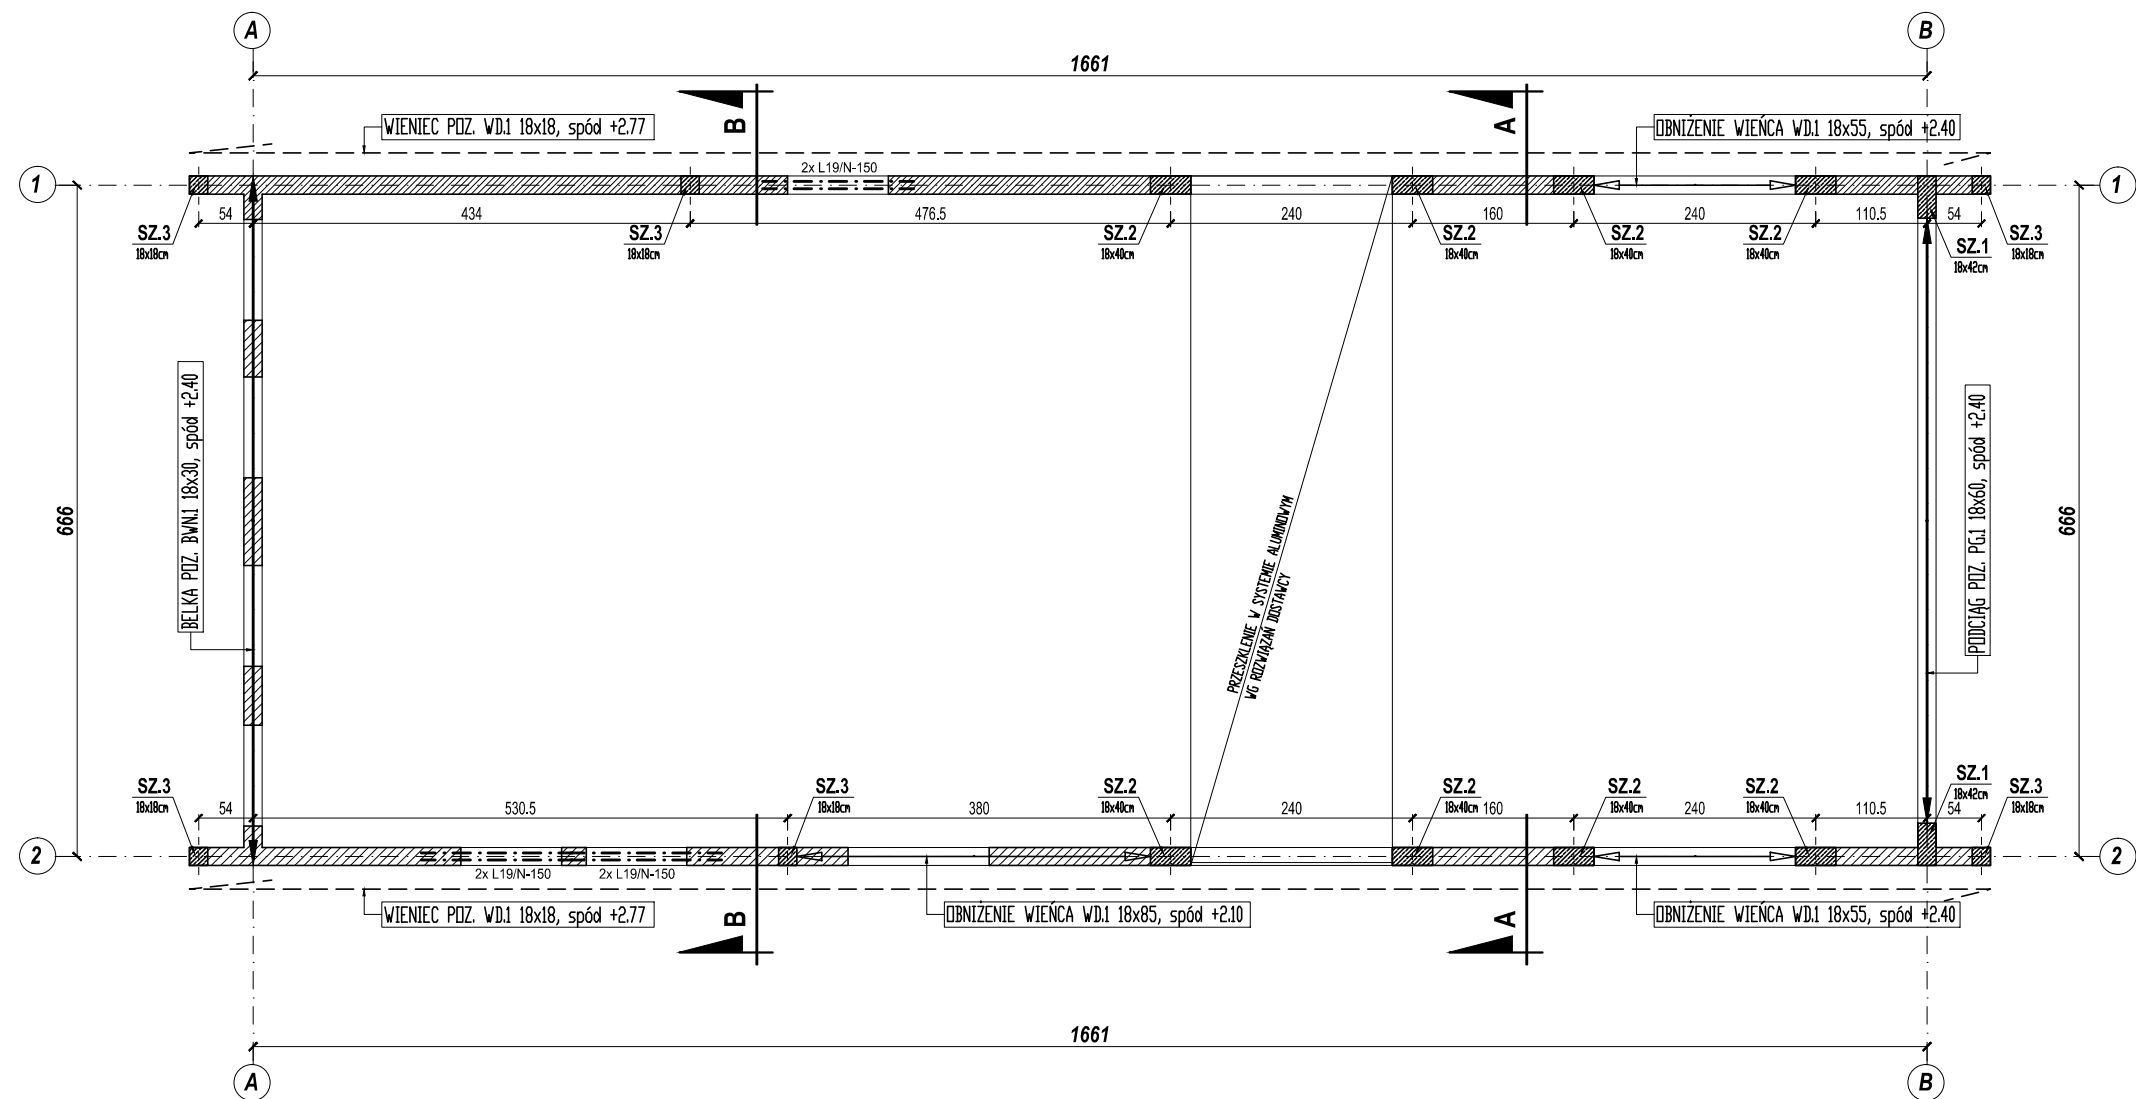 A
B
1661
WIENIEC POZ. WD.1 18x18, spód +2.77
B
A
OBNIŻENIE WIEŃCA WD.1 18x55, spód +2.40
2x L19/N-150
1
1
54
434
476.5
240
160
240
110.5
54
SZ.3
18x18cm
SZ.3
18x18cm
SZ.2
18x40cm
SZ.2
18x40cm
SZ.2
18x40cm
SZ.2
18x40cm
SZ.1
18x42cm
SZ.3
18x18cm
666
BELKA POZ. BWN.1 18x30, spód +2.40
PRZESZKLENIE W SYSTEMIE ALUMINIOWYM
WG ROZWIĄZAŃ DOSTAWCY
PODCIĄG POZ. PG.1 18x60, spód +2.40
666
SZ.3
18x18cm
SZ.3
18x18cm
SZ.2
18x40cm
SZ.2
18x40cm
SZ.2
18x40cm
SZ.2
18x40cm
SZ.1
18x42cm
SZ.3
18x18cm
54
530.5
380
240
160
240
110.5
54
2
2
2x L19/N-150
2x L19/N-150
WIENIEC POZ. WD.1 18x18, spód +2.77
B
OBNIŻENIE WIEŃCA WD.1 18x85, spód +2.10
A
OBNIŻENIE WIEŃCA WD.1 18x55, spód +2.40
1661
A
B